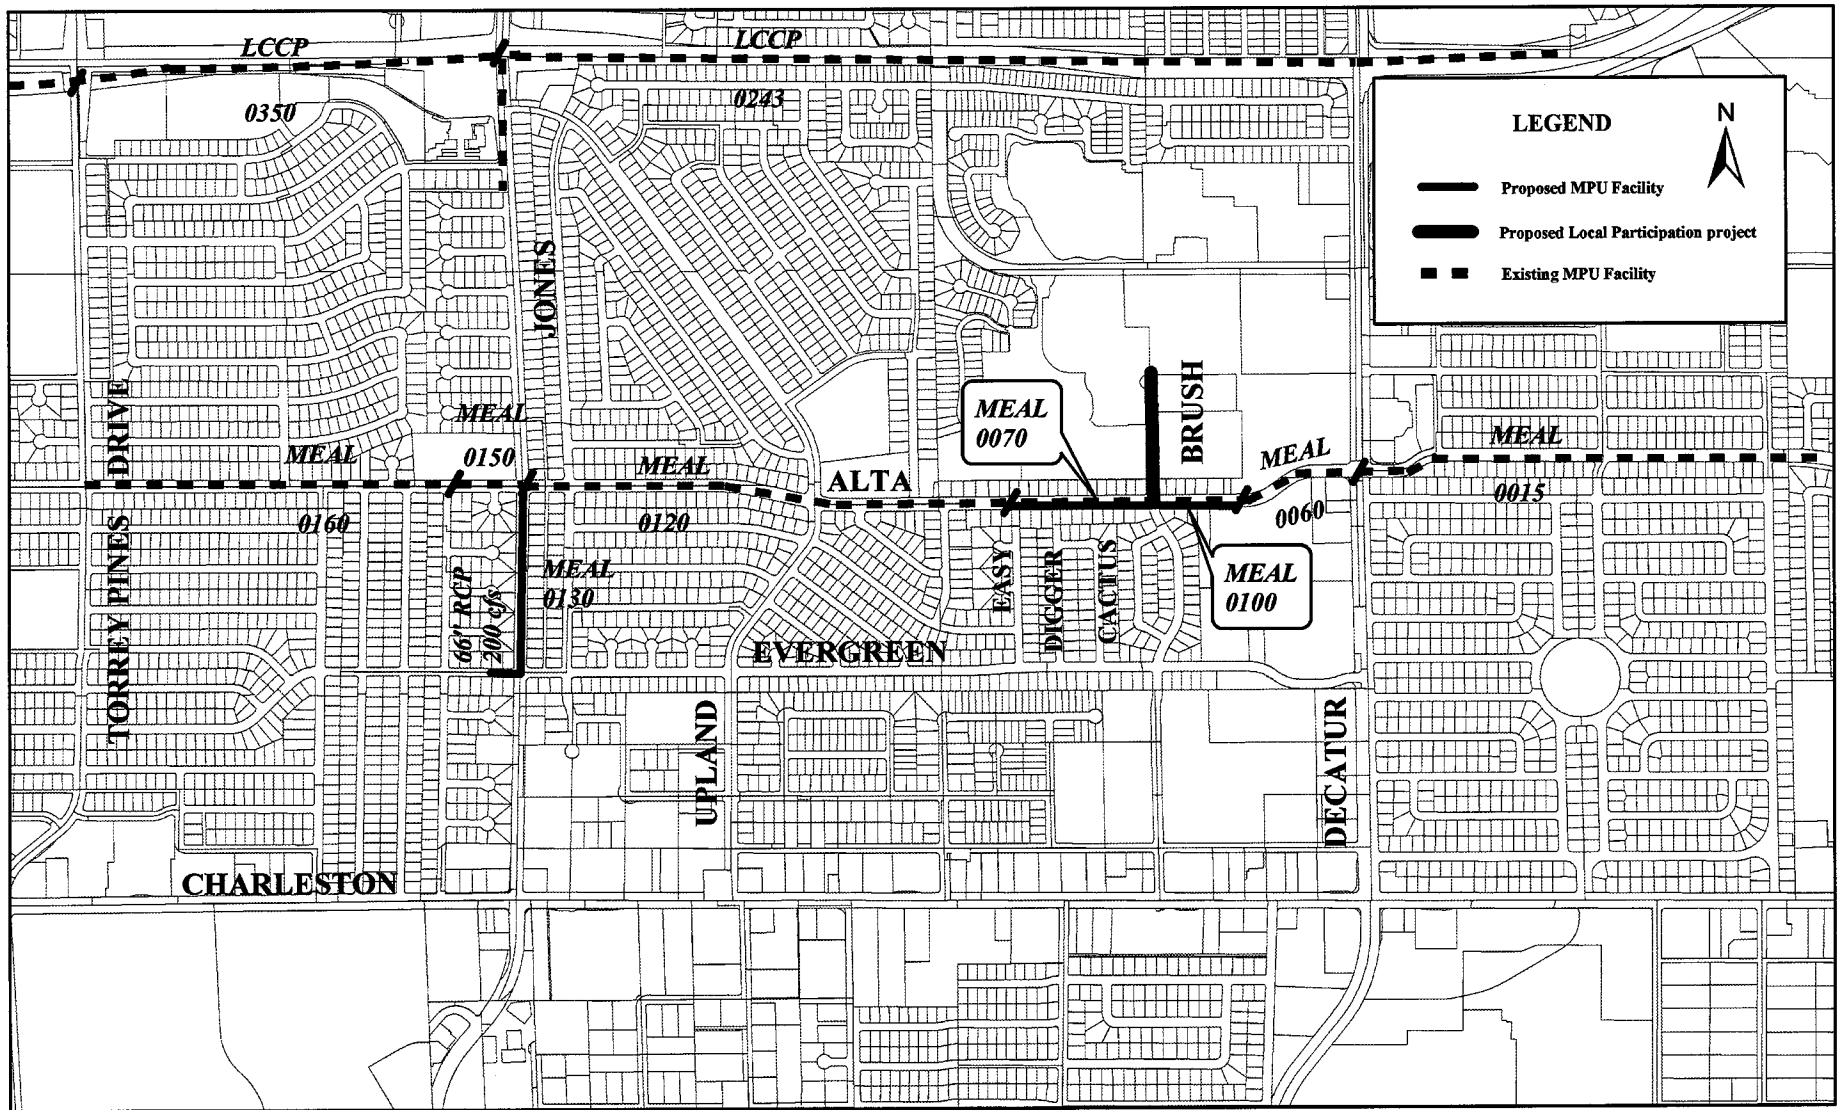 LCCP
LCCP
0350
0243
LEGEND
N
Proposed MPU Facility
Proposed Local Participation project
Existing MPU Facility
JONES
TORREY PINES DRIVE
MEAL
0160
MEAL
0150
MEAL
0120
ALTA
MEAL
0070
BRUSH
MEAL
0060
MEAL
0015
66" RCP
200 cfs
MEAL
0130
EASY
DIGGER
CACTUS
MEAL
0100
EVERGREEN
UPLAND
DECATUR
CHARLESTON